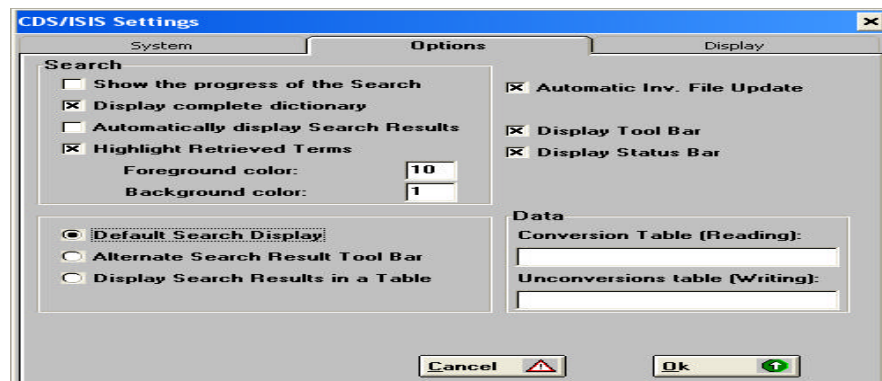 CDS/ISIS Settings
System Options Display
Search
Show the progress of the Search
Display complete dictionary
Automatically display Search Results
Highlight Retrieved Terms
Foreground color: 10
Background color: 1
Automatic Inv. File Update
Display Tool Bar
Display Status Bar
Default Search Display
Alternate Search Result Tool Bar
Display Search Results in a Table
Data
Conversion Table (Reading):
Unconversions table (Writing):
Cancel
Ok